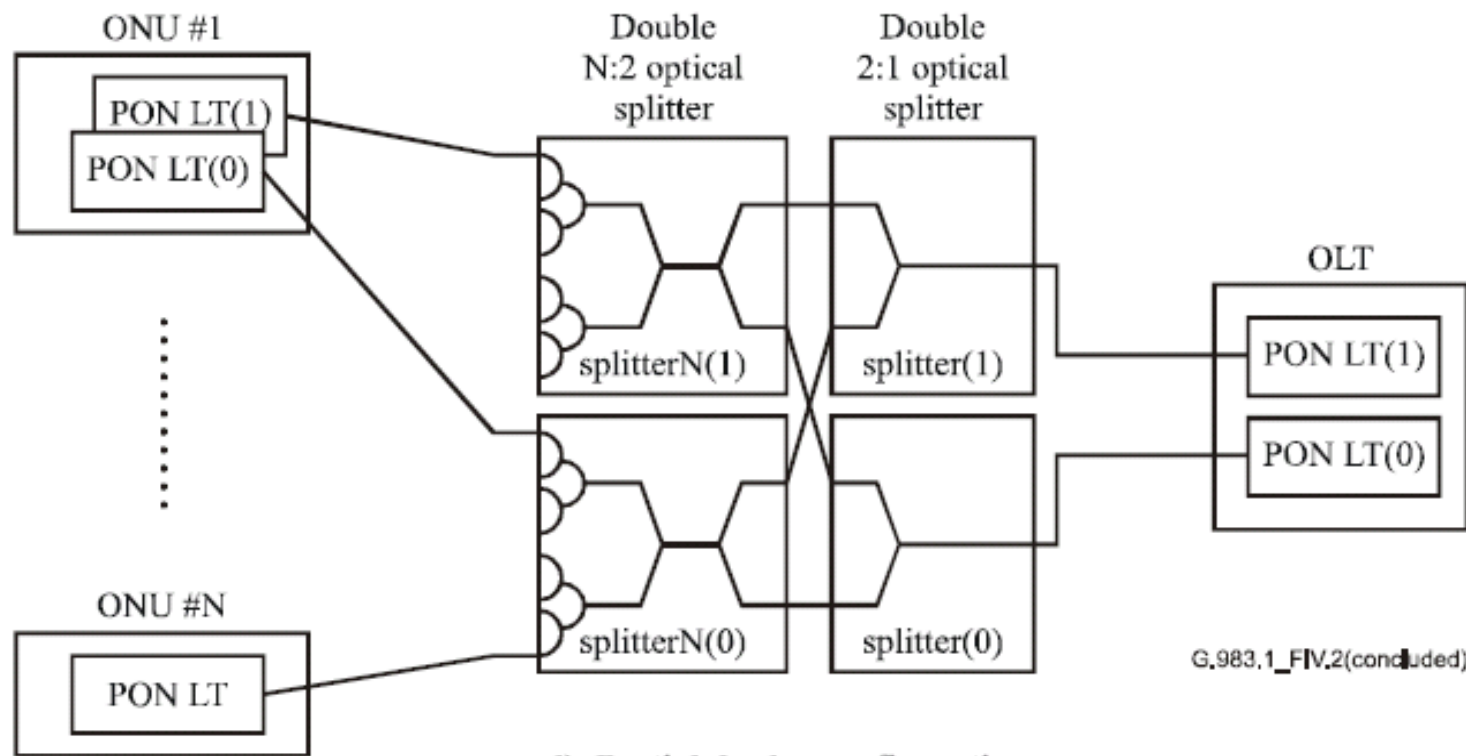 ONU #1
PON LT(1)
PON LT(0)
Double
N:2 optical
splitter
Double
2:1 optical
splitter
splitterN(1)
splitter(1)
splitterN(0)
splitter(0)
OLT
PON LT(1)
PON LT(0)
ONU #N
PON LT
G.983.1_FIV.2(concluded)